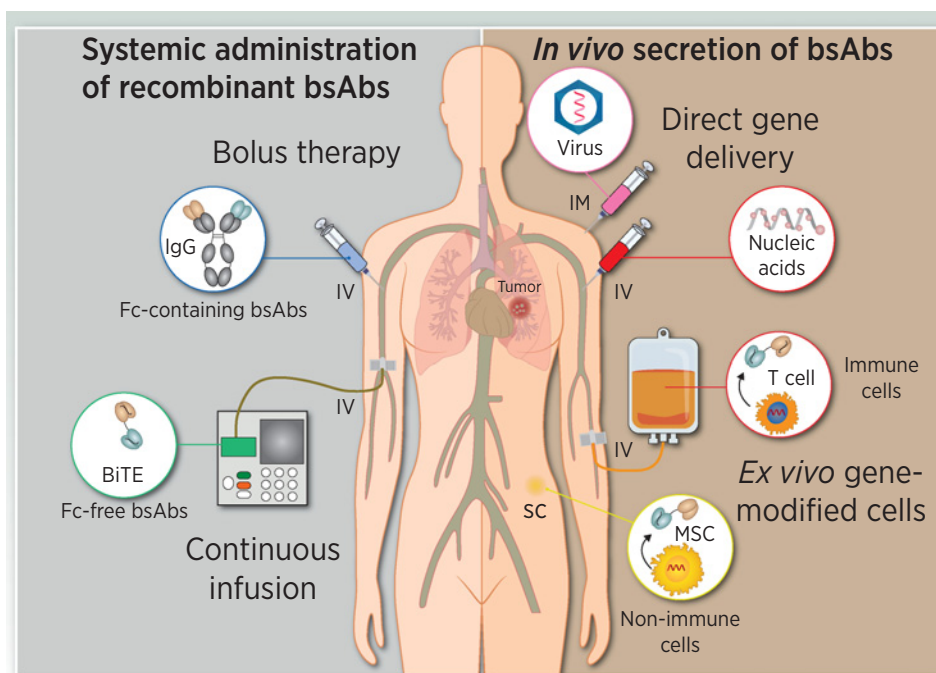 Systemic administration
of recombinant bsAbs
Bolus therapy
IgG
Fc-containing bsAbs
IV
IV
BiTE
Fc-free bsAbs
Continuous
infusion
In vivo secretion of bsAbs
Virus
Direct gene
delivery
IM
Nucleic
acids
IV
Tumor
T cell
Immune
cells
IV
Ex vivo gene-
modified cells
SC
MSC
Non-immune
cells